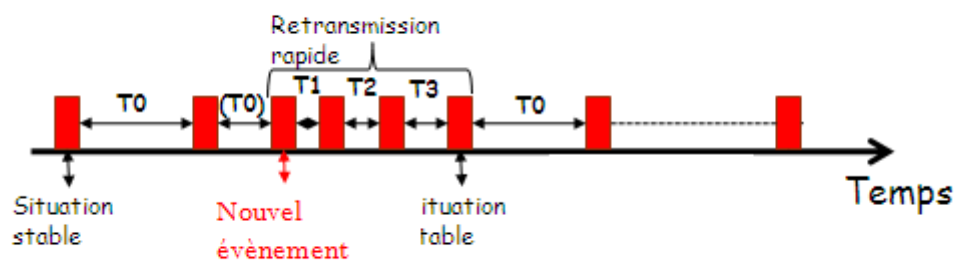 Retransmission
rapide
T0 (T0) T1 T2 T3 T0
Temps
Situation
stable
Nouvel
évènement
ituation
table